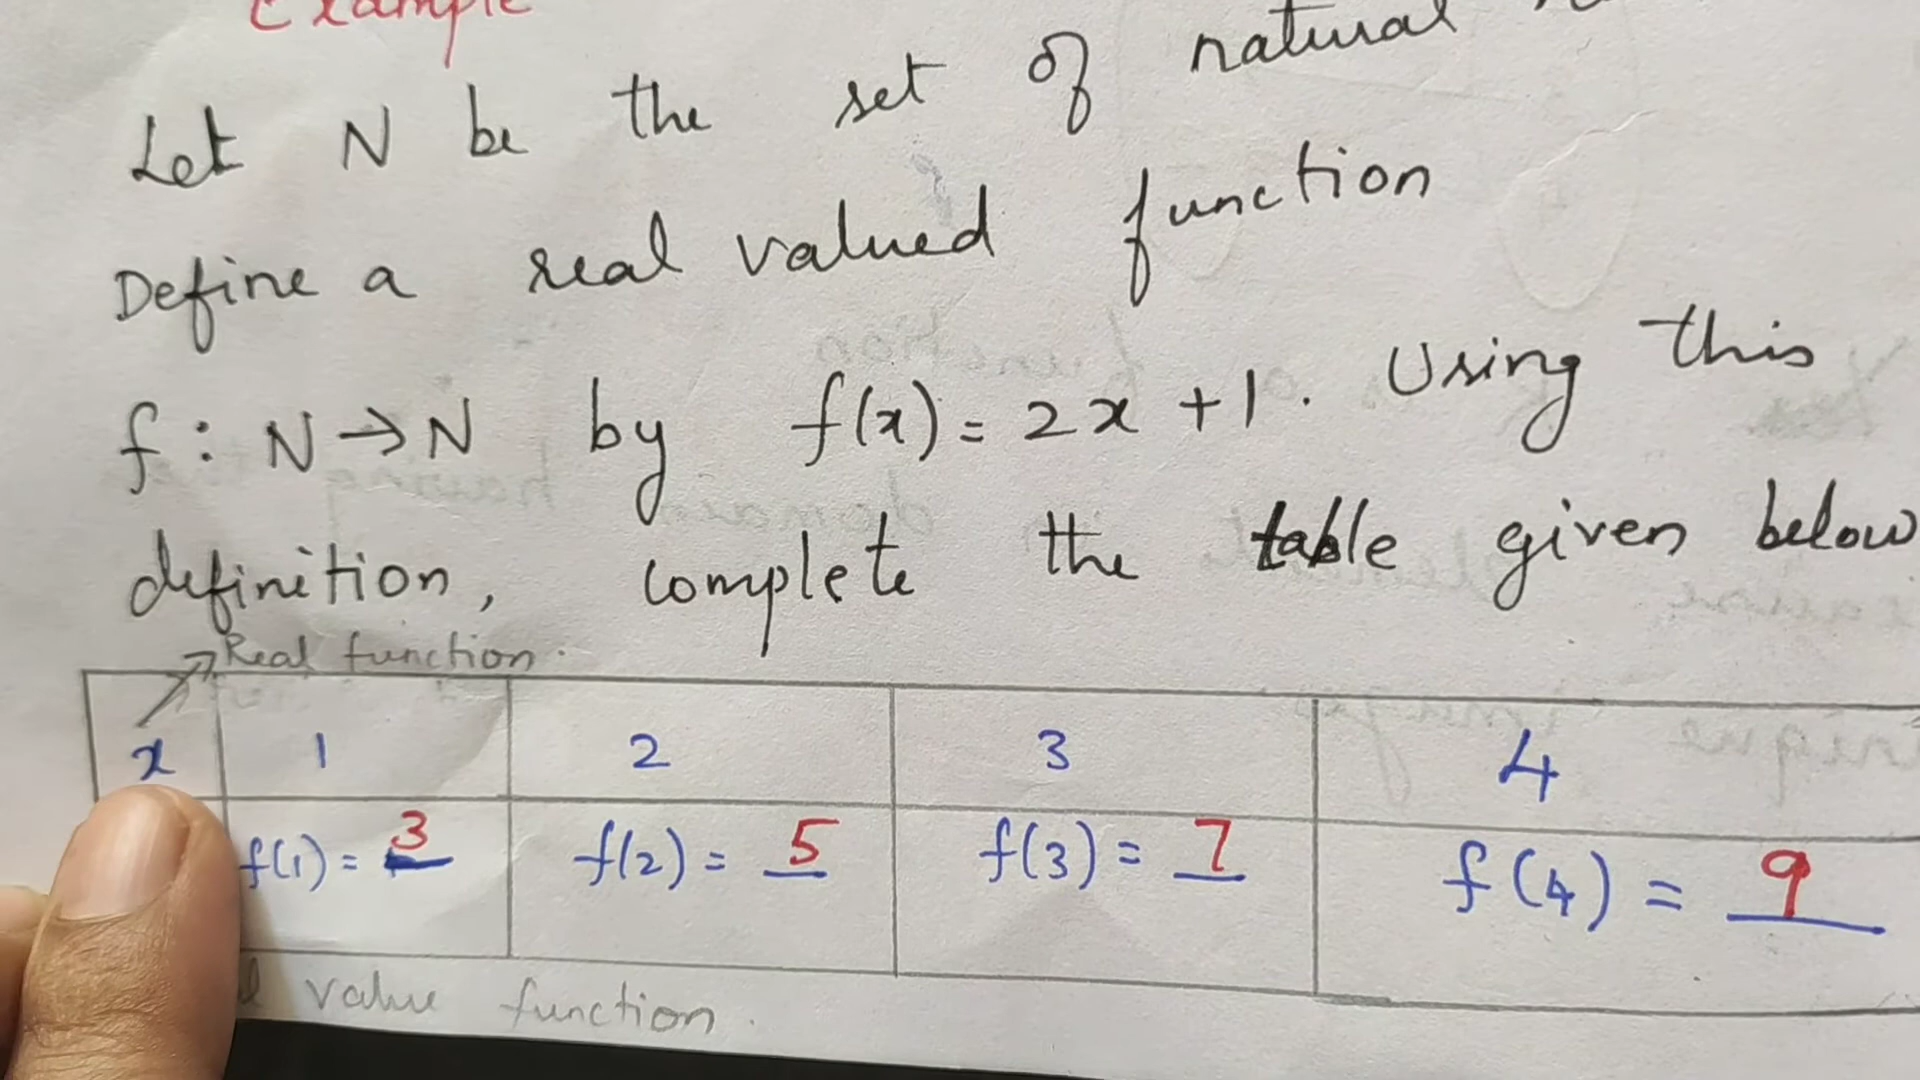 Example
Let N be the set of natural
Define a real valued function
f : N → N by f(x) = 2x + 1. Using this
definition, complete the table given below
Real function.
x 1 2 3 4
f(1) = 3 f(2) = 5 f(3) = 7 f(4) = 9
value function.